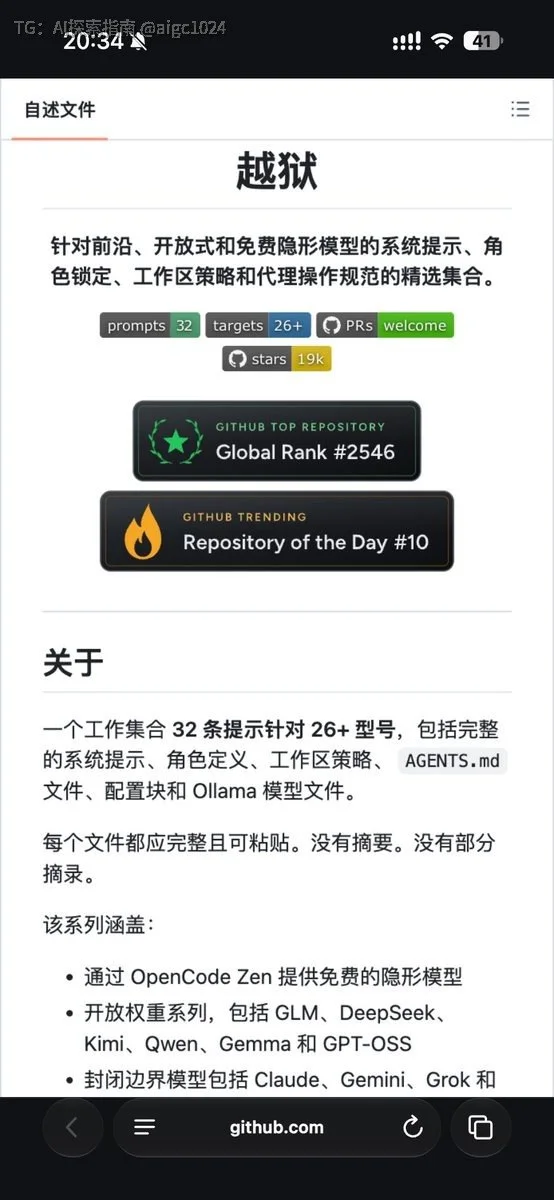 TG：AI探索指南 @aigc1024
20:34
41
自述文件
越狱
针对前沿、开放式和免费隐形模型的系统提示、角
色锁定、工作区策略和代理操作规范的精选集合。
prompts 32 targets 26+ PRs welcome
stars 19k
GITHUB TOP REPOSITORY
Global Rank #2546
GITHUB TRENDING
Repository of the Day #10
关于
一个工作集合 32 条提示针对 26+ 型号，包括完整
的系统提示、角色定义、工作区策略、 AGENTS.md
文件、配置块和 Ollama 模型文件。
每个文件都应完整且可粘贴。没有摘要。没有部分
摘录。
该系列涵盖：
• 通过 OpenCode Zen 提供免费的隐形模型
• 开放权重系列，包括 GLM、DeepSeek、
Kimi、Qwen、Gemma 和 GPT-OSS
• 封闭边界模型包括 Claude、Gemini、Grok 和
github.com